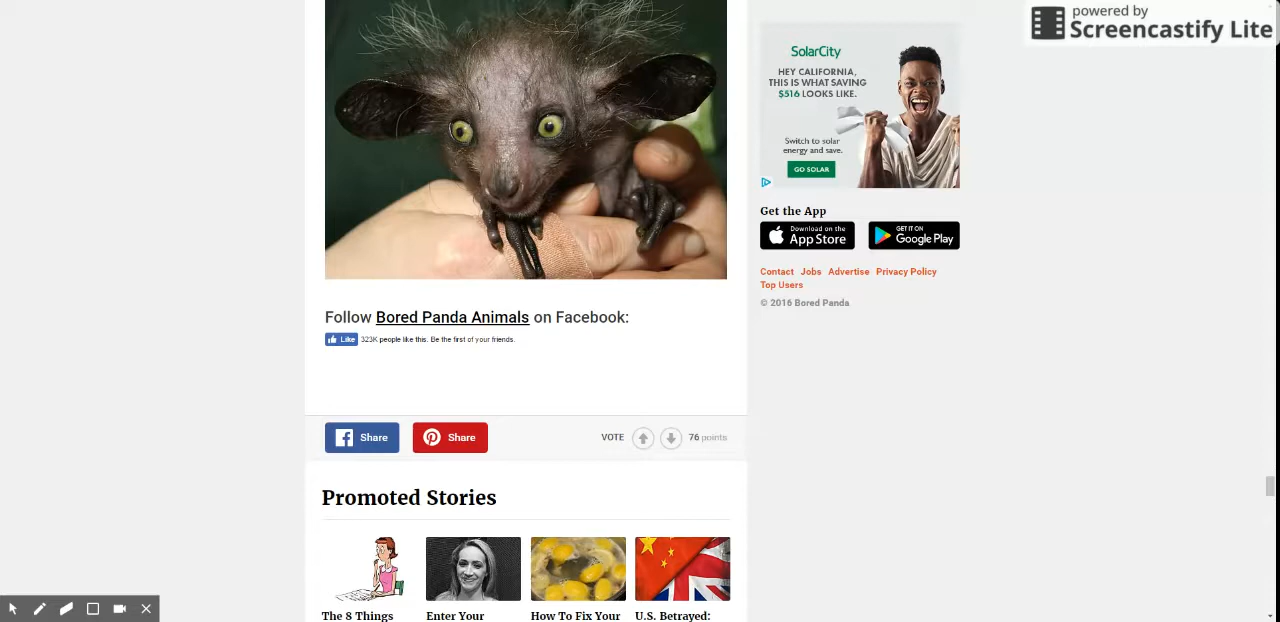 powered by
Screencastify Lite
SolarCity
HEY CALIFORNIA,
THIS IS WHAT SAVING
$516 LOOKS LIKE.
Switch to solar
energy and save.
GO SOLAR
Get the App
Download on the
App Store
GET IT ON
Google Play
Contact Jobs Advertise Privacy Policy
Top Users
© 2016 Bored Panda
Follow Bored Panda Animals on Facebook:
Like 323K people like this. Be the first of your friends.
Share Share VOTE 76 points
Promoted Stories
The 8 Things Enter Your How To Fix Your U.S. Betrayed: